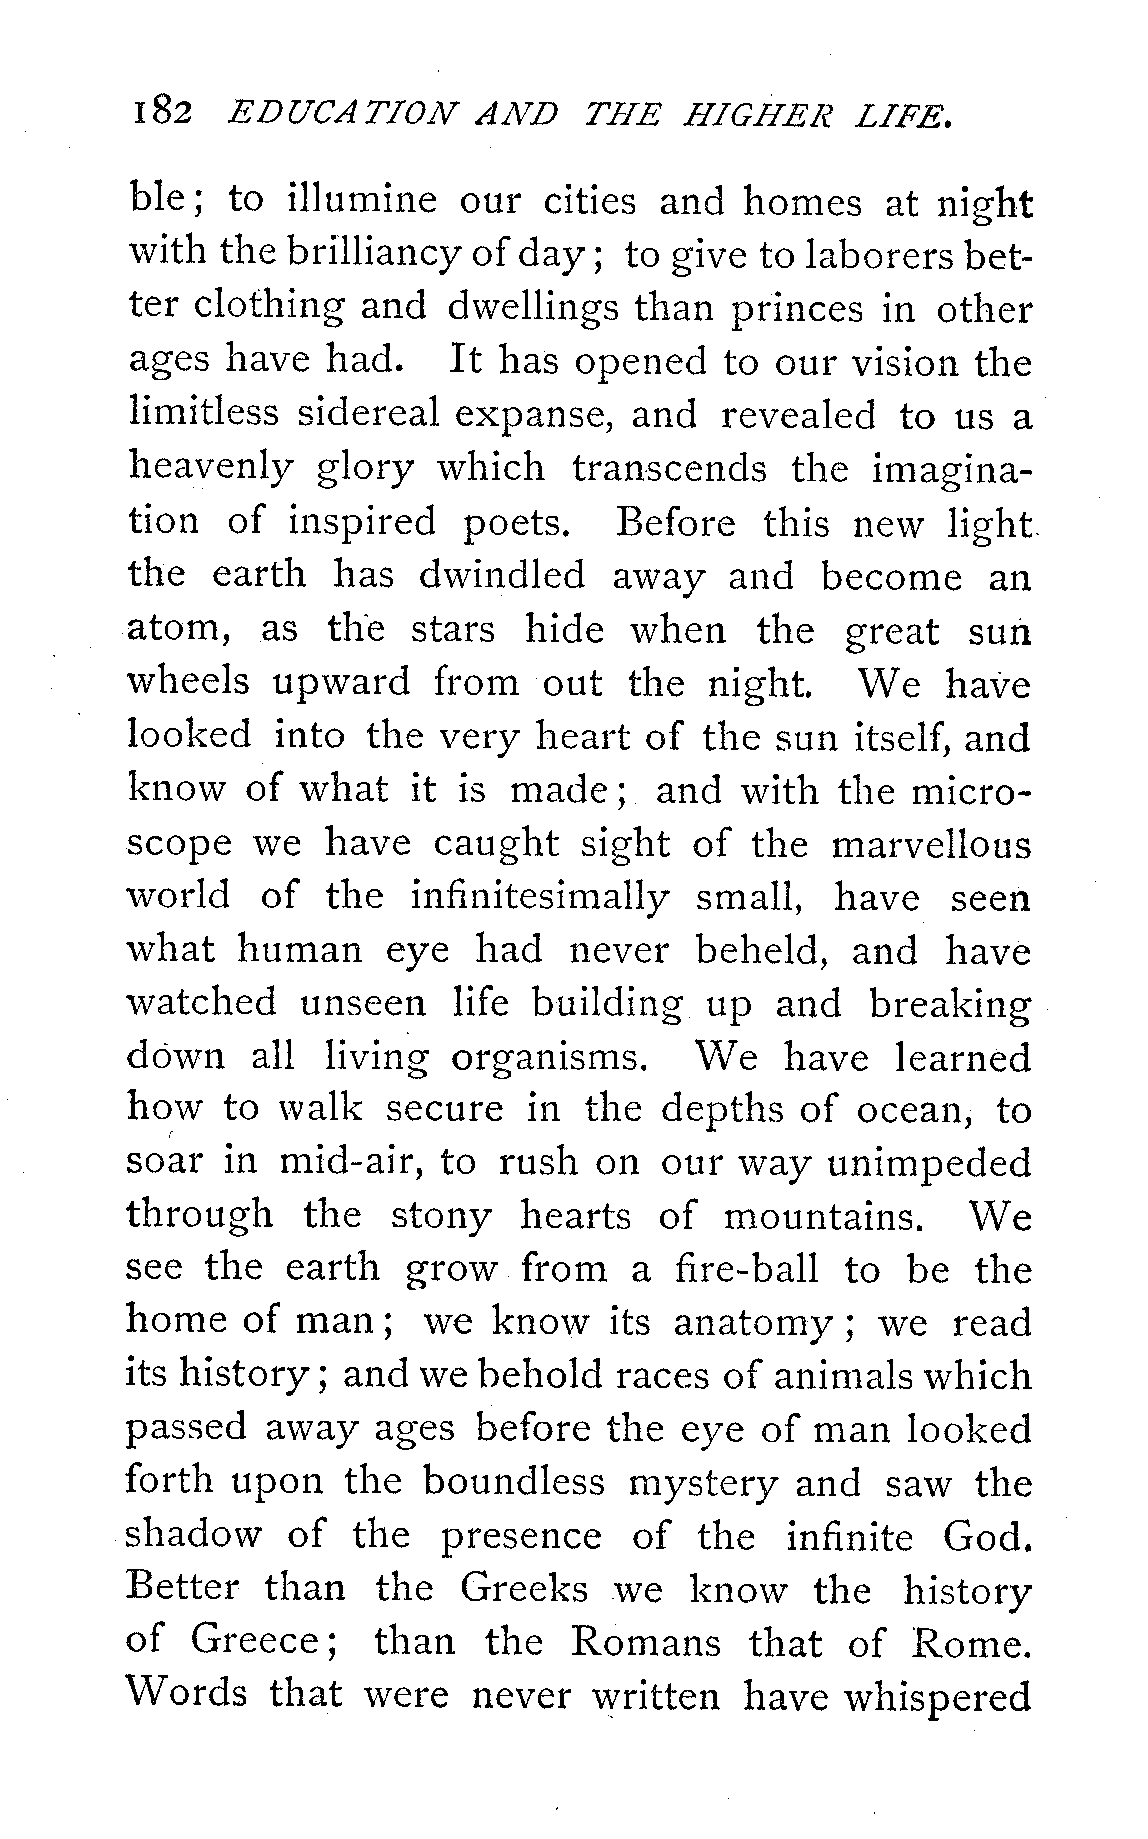 182 EDUCATION AND THE HIGHER LIFE.
ble; to illumine our cities and homes at night
with the brilliancy of day; to give to laborers bet-
ter clothing and dwellings than princes in other
ages have had. It has opened to our vision the
limitless sidereal expanse, and revealed to us a
heavenly glory which transcends the imagina-
tion of inspired poets. Before this new light
the earth has dwindled away and become an
atom, as the stars hide when the great sun
wheels upward from out the night. We have
looked into the very heart of the sun itself, and
know of what it is made; and with the micro-
scope we have caught sight of the marvellous
world of the infinitesimally small, have seen
what human eye had never beheld, and have
watched unseen life building up and breaking
down all living organisms. We have learned
how to walk secure in the depths of ocean, to
soar in mid-air, to rush on our way unimpeded
through the stony hearts of mountains. We
see the earth grow from a fire-ball to be the
home of man; we know its anatomy; we read
its history; and we behold races of animals which
passed away ages before the eye of man looked
forth upon the boundless mystery and saw the
shadow of the presence of the infinite God.
Better than the Greeks we know the history
of Greece; than the Romans that of Rome.
Words that were never written have whispered